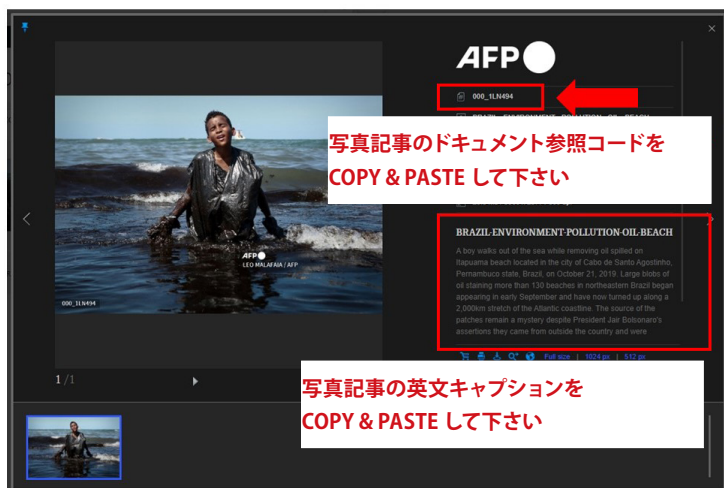 AFP
000_1LN494
BRAZIL-ENVIRONMENT-POLLUTION-OIL-BEACH
写真記事のドキュメント参照コードを
COPY & PASTE して下さい
AFP
LEO MALAFAIA / AFP
000_1LN494
BRAZIL-ENVIRONMENT-POLLUTION-OIL-BEACH
A boy walks out of the sea while removing oil spilled on
Itapuama beach located in the city of Cabo de Santo Agostinho,
Pernambuco state, Brazil, on October 21, 2019. Large blobs of
oil staining more than 130 beaches in northeastern Brazil began
appearing in early September and have now turned up along a
2,000km stretch of the Atlantic coastline. The source of the
patches remain a mystery despite President Jair Bolsonaro's
assertions they came from outside the country and were
Full size | 1024 px | 512 px
1 /1
写真記事の英文キャプションを
COPY & PASTE して下さい